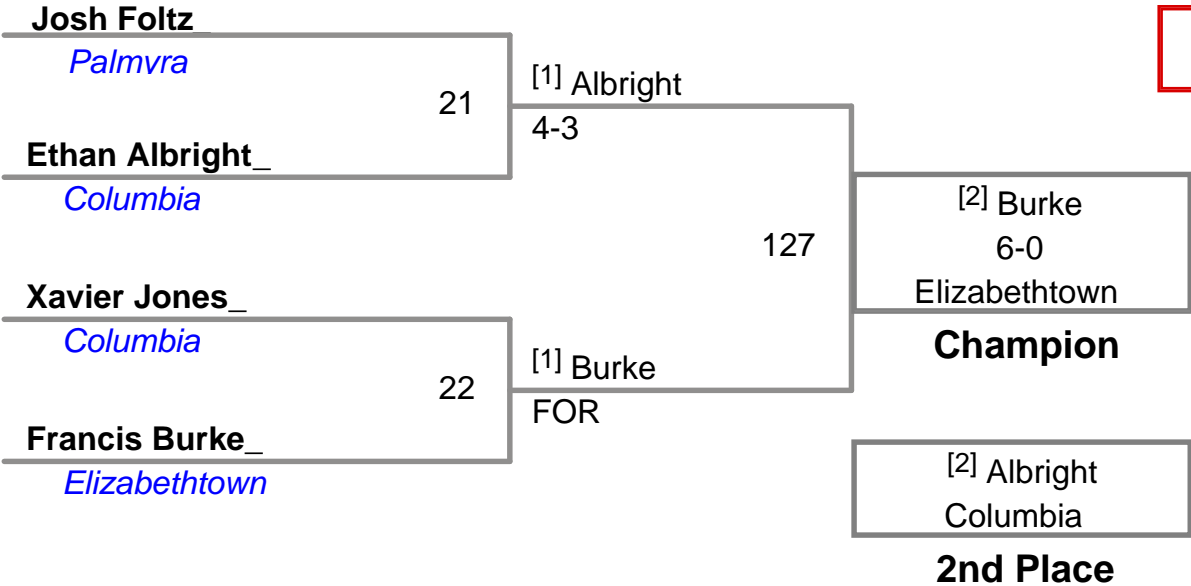 Josh Foltz_
Palmvra
21
[1] Albright
4-3
Ethan Albright_
Columbia
127
[2] Burke
6-0
Elizabethtown
Champion
Xavier Jones_
Columbia
22
[1] Burke
FOR
Francis Burke_
Elizabethtown
[2] Albright
Columbia
2nd Place